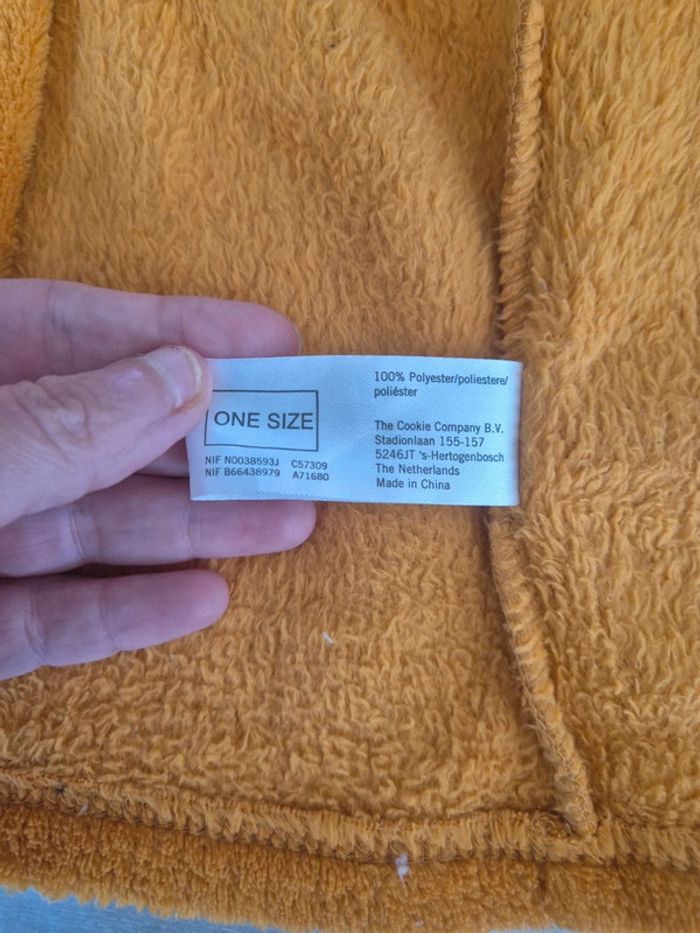 ONE SIZE
NIF N0038593J C57309
NIF B66438979 A71680
100% Polyester/poliestere/
poliéster
The Cookie Company B.V.
Stadionlaan 155-157
5246JT 's-Hertogenbosch
The Netherlands
Made in China